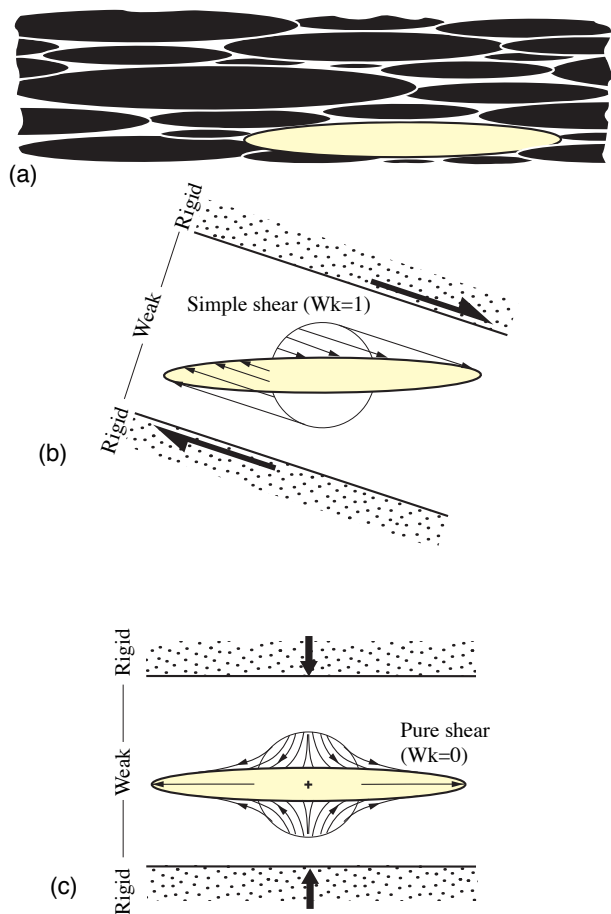 (a)
Rigid
Weak
Rigid
Simple shear (Wk=1)
(b)
Rigid
Weak
Rigid
Pure shear
(Wk=0)
(c)